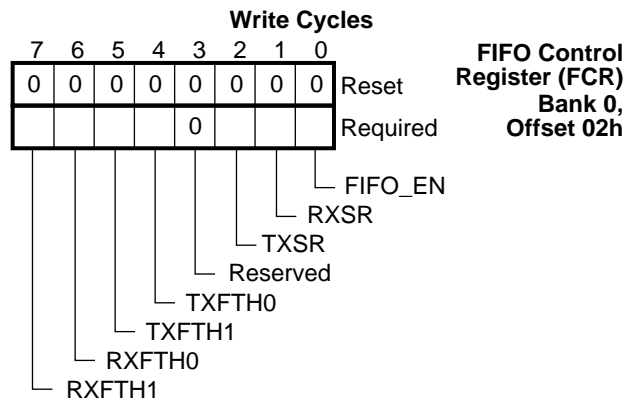 Write Cycles
7 6 5 4 3 2 1 0
FIFO Control
Register (FCR)
Bank 0,
Offset 02h
0 0 0 0 0 0 0 0 Reset
0 Required
FIFO_EN
RXSR
TXSR
Reserved
TXFTH0
TXFTH1
RXFTH0
RXFTH1